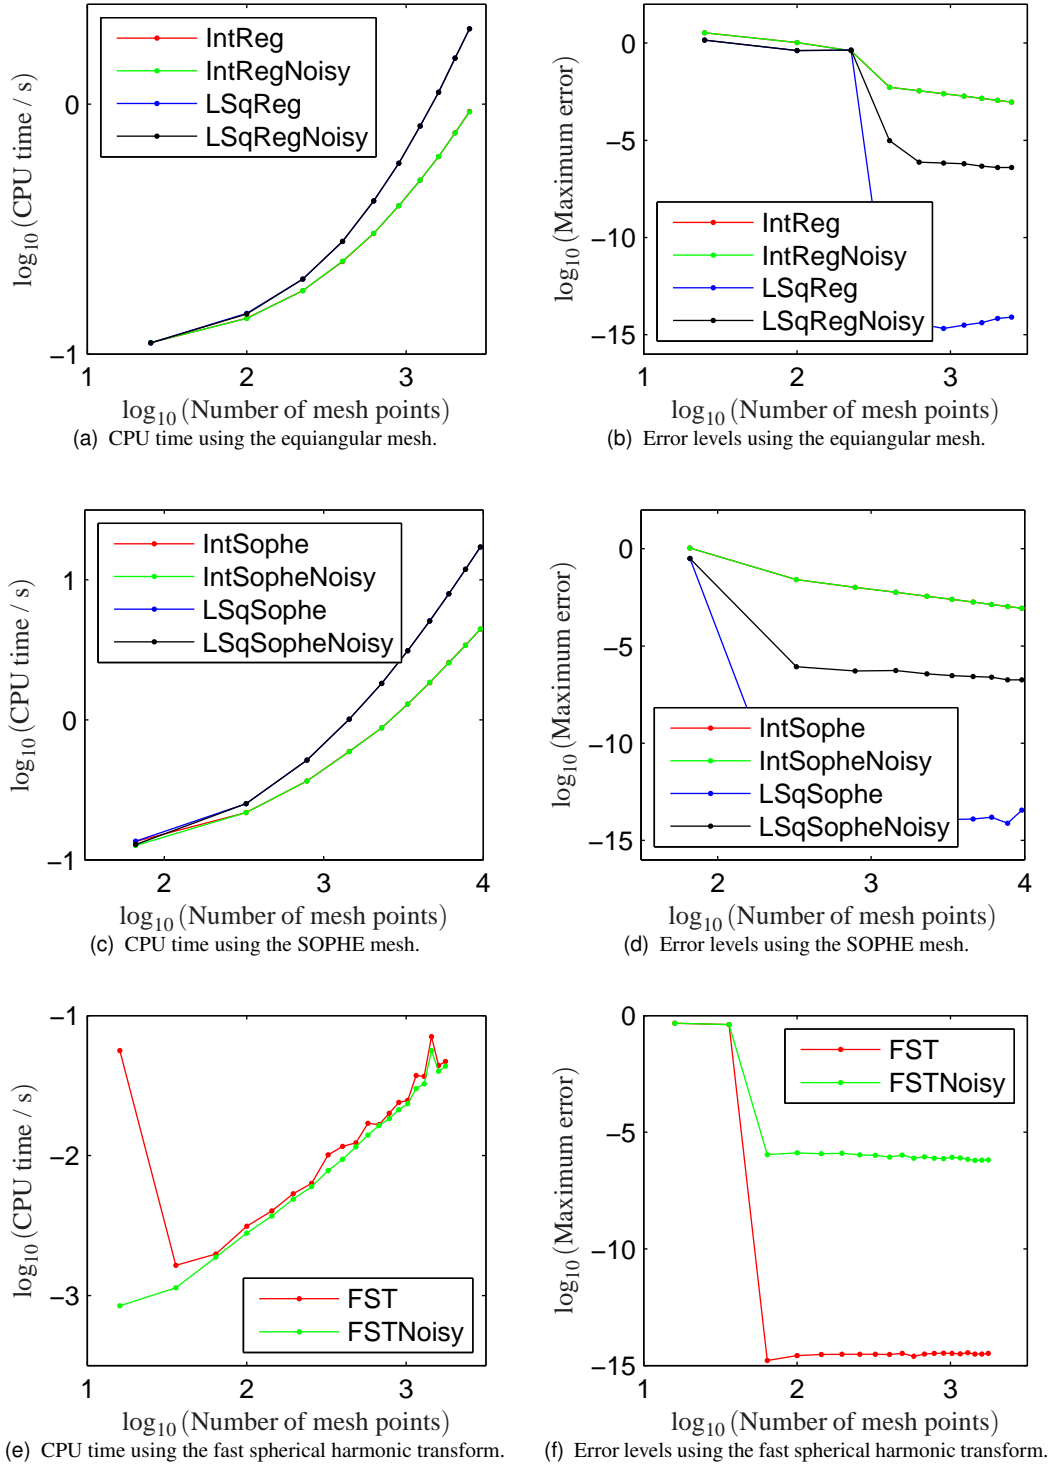 IntReg
IntRegNoisy
LSqReg
LSqRegNoisy
0
−1
1 2 3
log10(CPU time / s)
log10(Number of mesh points)
(a) CPU time using the equiangular mesh.
0
−5
−10
−15
1 2 3
log10(Maximum error)
IntReg
IntRegNoisy
LSqReg
LSqRegNoisy
log10(Number of mesh points)
(b) Error levels using the equiangular mesh.
IntSophe
IntSopheNoisy
LSqSophe
LSqSopheNoisy
1
0
−1
2 3 4
log10(CPU time / s)
log10(Number of mesh points)
(c) CPU time using the SOPHE mesh.
0
−5
−10
−15
2 3 4
log10(Maximum error)
IntSophe
IntSopheNoisy
LSqSophe
LSqSopheNoisy
log10(Number of mesh points)
(d) Error levels using the SOPHE mesh.
−1
−2
−3
1 2 3
log10(CPU time / s)
FST
FSTNoisy
log10(Number of mesh points)
(e) CPU time using the fast spherical harmonic transform.
0
−5
−10
−15
1 2 3
log10(Maximum error)
FST
FSTNoisy
log10(Number of mesh points)
(f) Error levels using the fast spherical harmonic transform.